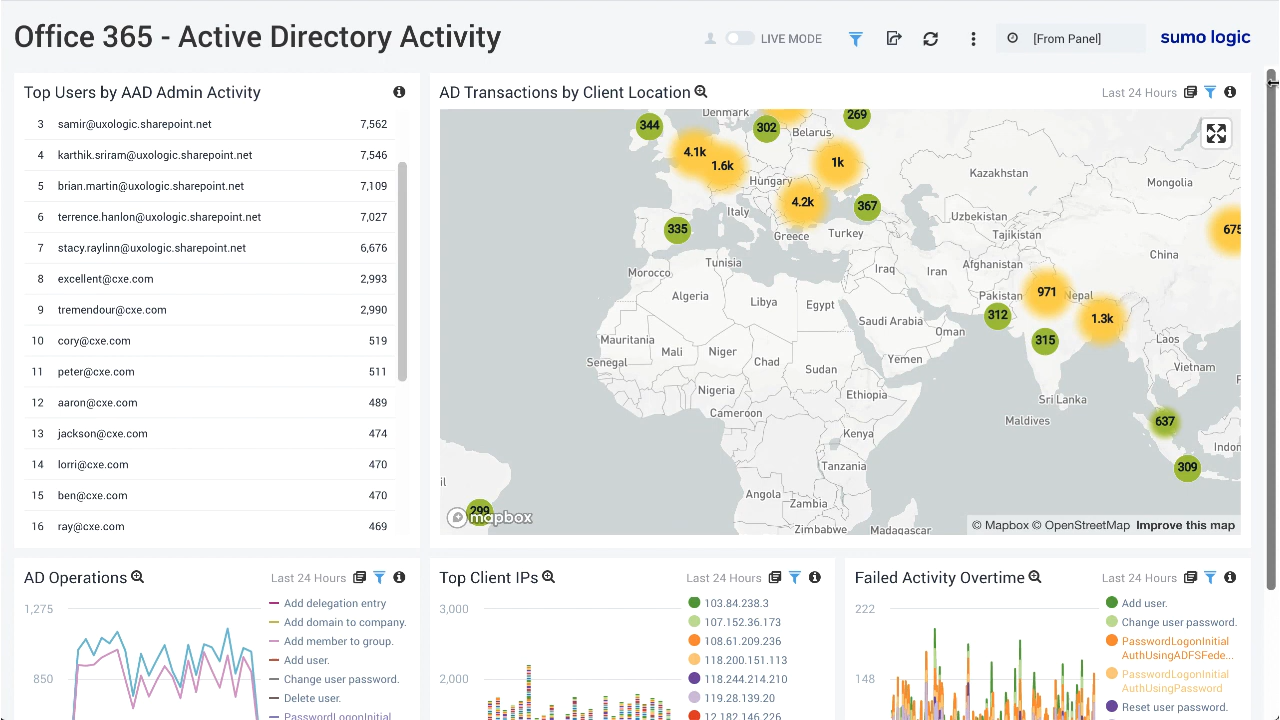 Office 365 - Active Directory Activity
LIVE MODE
[From Panel]
sumo logic
Top Users by AAD Admin Activity
3 samir@uxologic.sharepoint.net 7,562
4 karthik.sriram@uxologic.sharepoint.net 7,546
5 brian.martin@uxologic.sharepoint.net 7,109
6 terrence.hanlon@uxologic.sharepoint.net 7,027
7 stacy.raylinn@uxologic.sharepoint.net 6,676
8 excellent@cxe.com 2,993
9 tremendour@cxe.com 2,990
10 cory@cxe.com 519
11 peter@cxe.com 511
12 aaron@cxe.com 489
13 jackson@cxe.com 474
14 lorri@cxe.com 470
15 ben@cxe.com 470
16 ray@cxe.com 469
AD Transactions by Client Location
Last 24 Hours
Denmark
344
302
269
Belarus
4.1k
1.6k
1k
Hungary
Kazakhstan
Mongolia
4.2k
367
Italy
335
Greece
Turkey
Uzbekistan
Tajikistan
675
China
Tunisia
Morocco
Iraq
Iran
Afghanistan
Algeria
Libya
Egypt
Pakistan
971
Nepal
312
1.3k
Saudi Arabia
Oman
315
Mauritania
Mali
Niger
Chad
Sudan
Yemen
Laos
Senegal
Vietnam
Nigeria
Ethiopia
Cameroon
Sri Lanka
Maldives
637
Kenya
Indon
Tanzania
309
il
Angola
Zambia
299
mapbox
Zimbabwe
Madagascar
© Mapbox © OpenStreetMap Improve this map
AD Operations
Last 24 Hours
1,275
850
Add delegation entry
Add domain to company.
Add member to group.
Add user.
Change user password.
Delete user.
PasswordLogonInitial
Top Client IPs
Last 24 Hours
3,000
2,000
103.84.238.3
107.152.36.173
108.61.209.236
118.200.151.113
118.244.214.210
119.28.139.20
12.182.146.226
Failed Activity Overtime
Last 24 Hours
222
148
Add user.
Change user password.
PasswordLogonInitial
AuthUsingADFSFede...
PasswordLogonInitial
AuthUsingPassword
Reset user password.